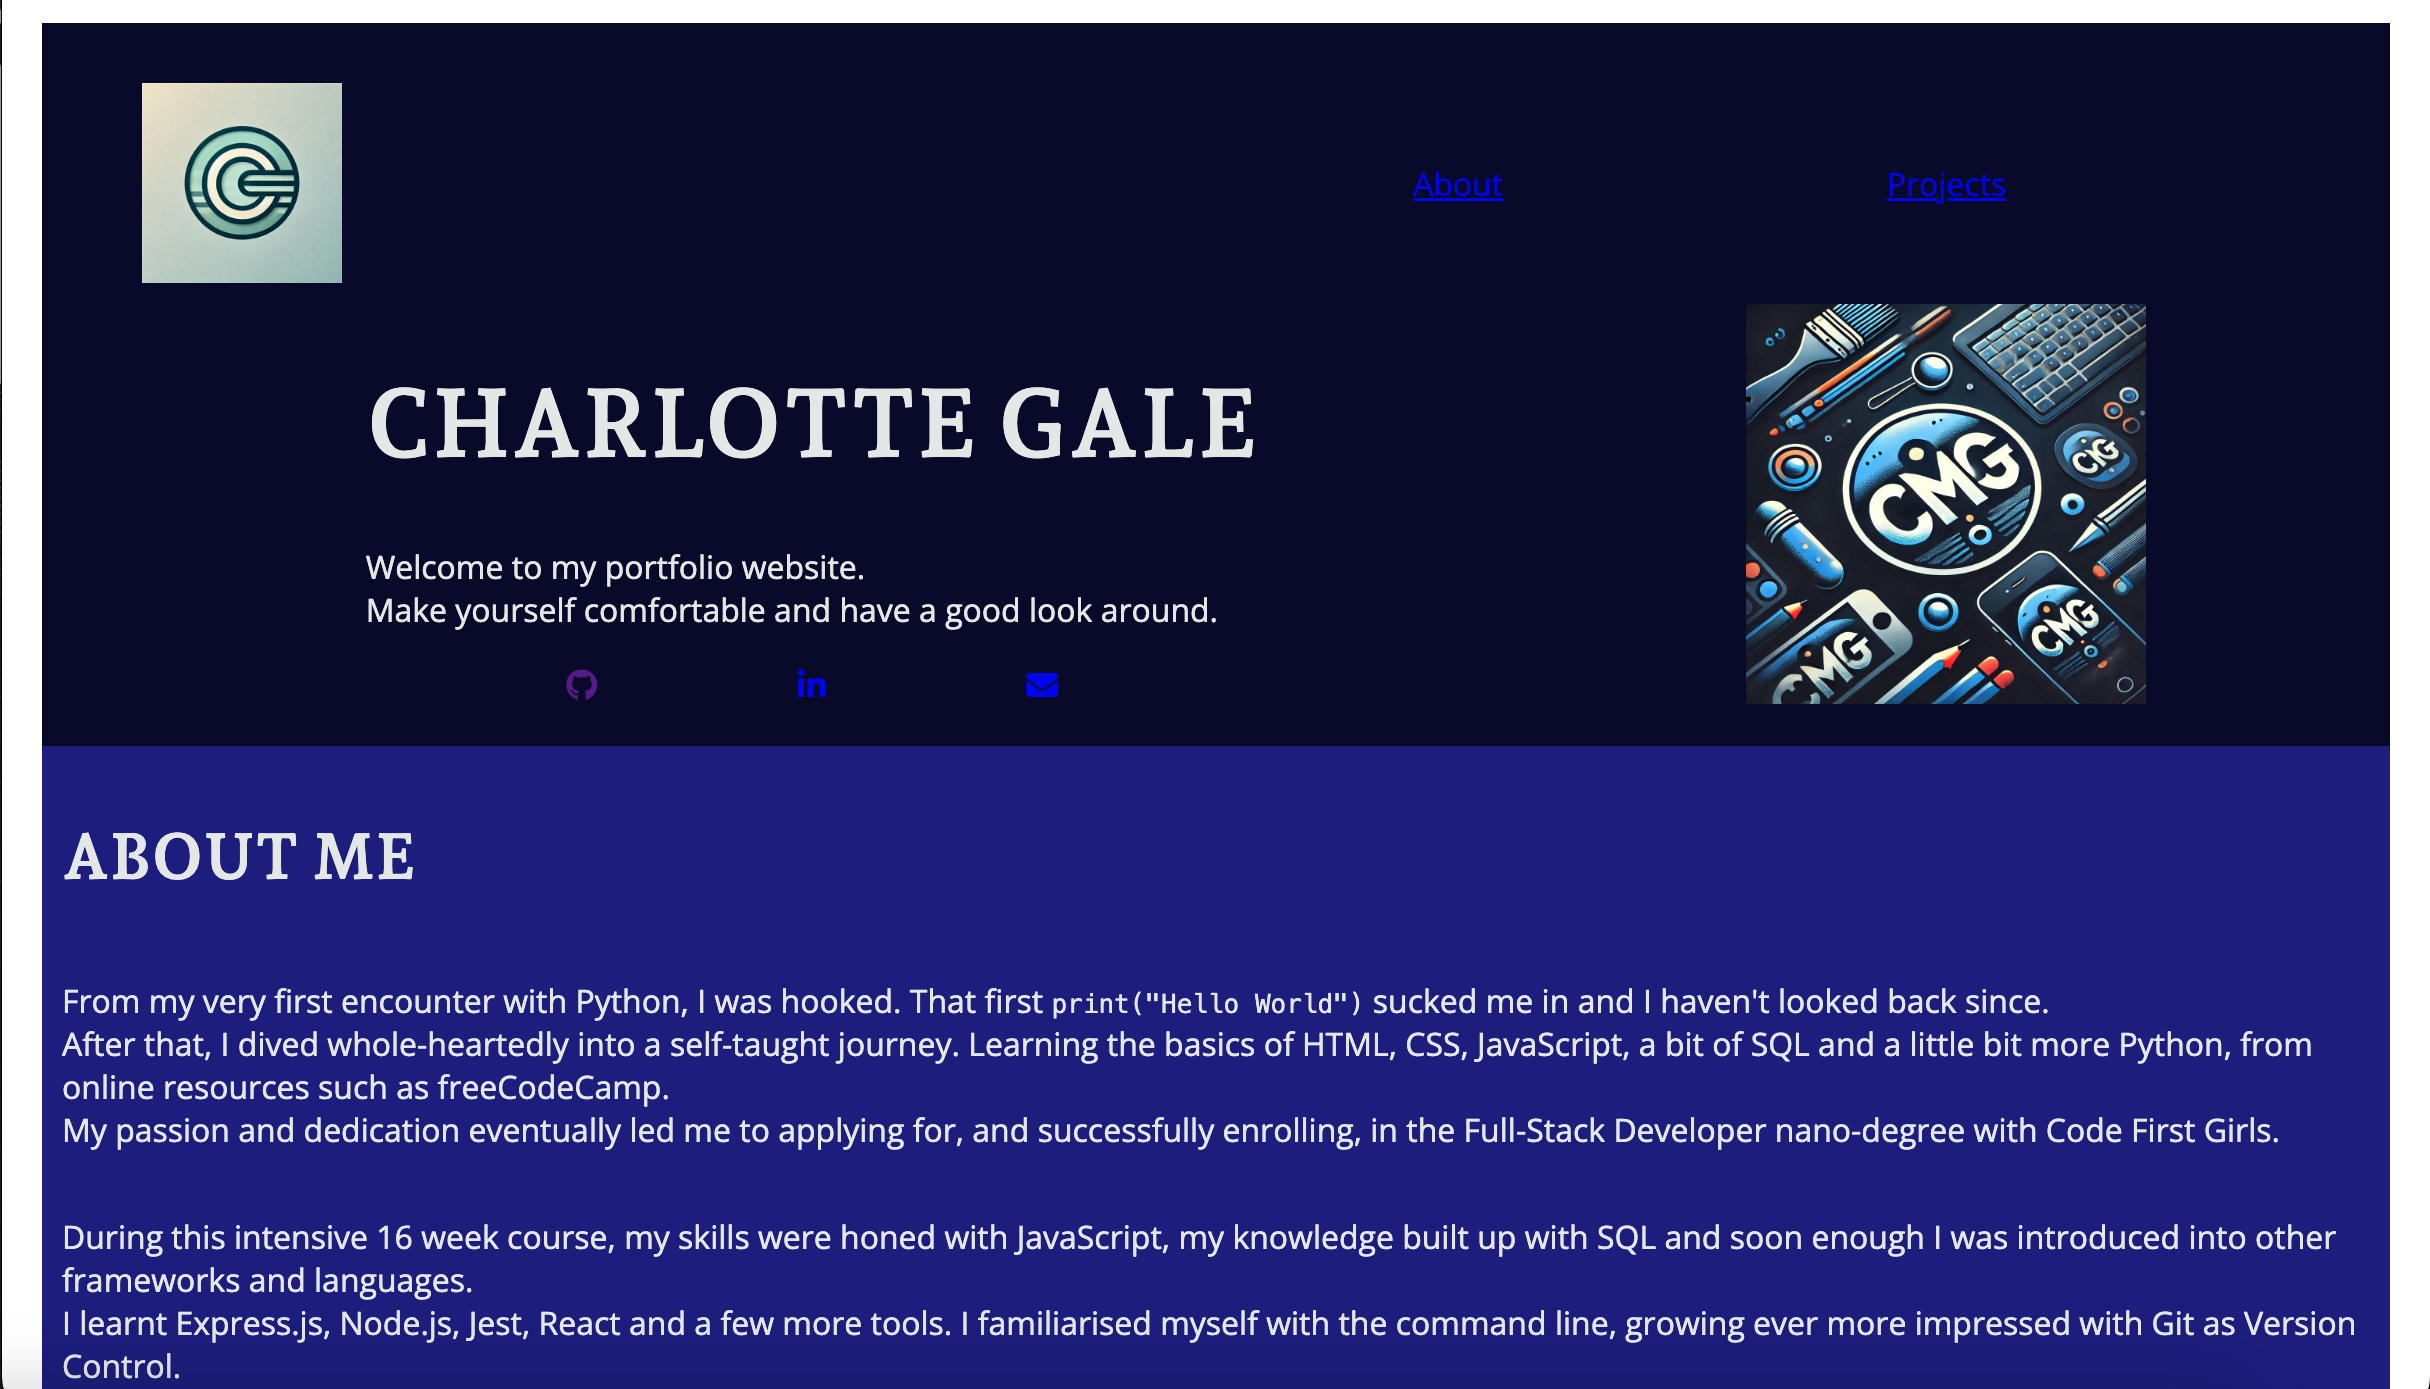 About
Projects
CHARLOTTE GALE
Welcome to my portfolio website.
Make yourself comfortable and have a good look around.
CMG
CMG
CMG
CMG
CMG
in
ABOUT ME
From my very first encounter with Python, I was hooked. That first print("Hello World") sucked me in and I haven't looked back since.
After that, I dived whole-heartedly into a self-taught journey. Learning the basics of HTML, CSS, JavaScript, a bit of SQL and a little bit more Python, from
online resources such as freeCodeCamp.
My passion and dedication eventually led me to applying for, and successfully enrolling, in the Full-Stack Developer nano-degree with Code First Girls.
During this intensive 16 week course, my skills were honed with JavaScript, my knowledge built up with SQL and soon enough I was introduced into other
frameworks and languages.
I learnt Express.js, Node.js, Jest, React and a few more tools. I familiarised myself with the command line, growing ever more impressed with Git as Version
Control.